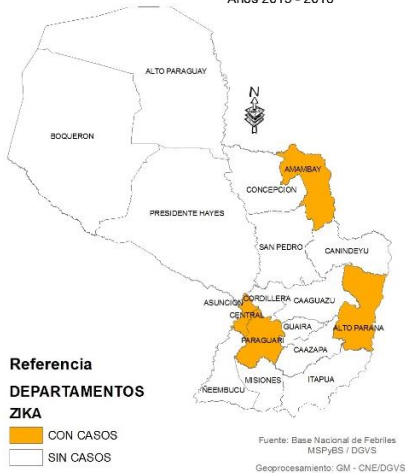 Años 2015 - 2016
ALTO PARAGUAY
BOQUERON
N
AMAMBAY
CONCEPCION
PRESIDENTE HAYES
SAN PEDRO
CANINDEYU
ASUNCION
CORDILLERA
CAAGUAZU
CENTRAL
GUAIRA
ALTO PARANA
PARAGUARI
CAAZAPA
MISIONES
ITAPUA
ÑEEMBUCU
Referencia
DEPARTAMENTOS
ZIKA
CON CASOS
SIN CASOS
Fuente: Base Nacional de Febriles
MSPyBS / DGVS
Geoprocesamiento: GM - CNE/DGVS